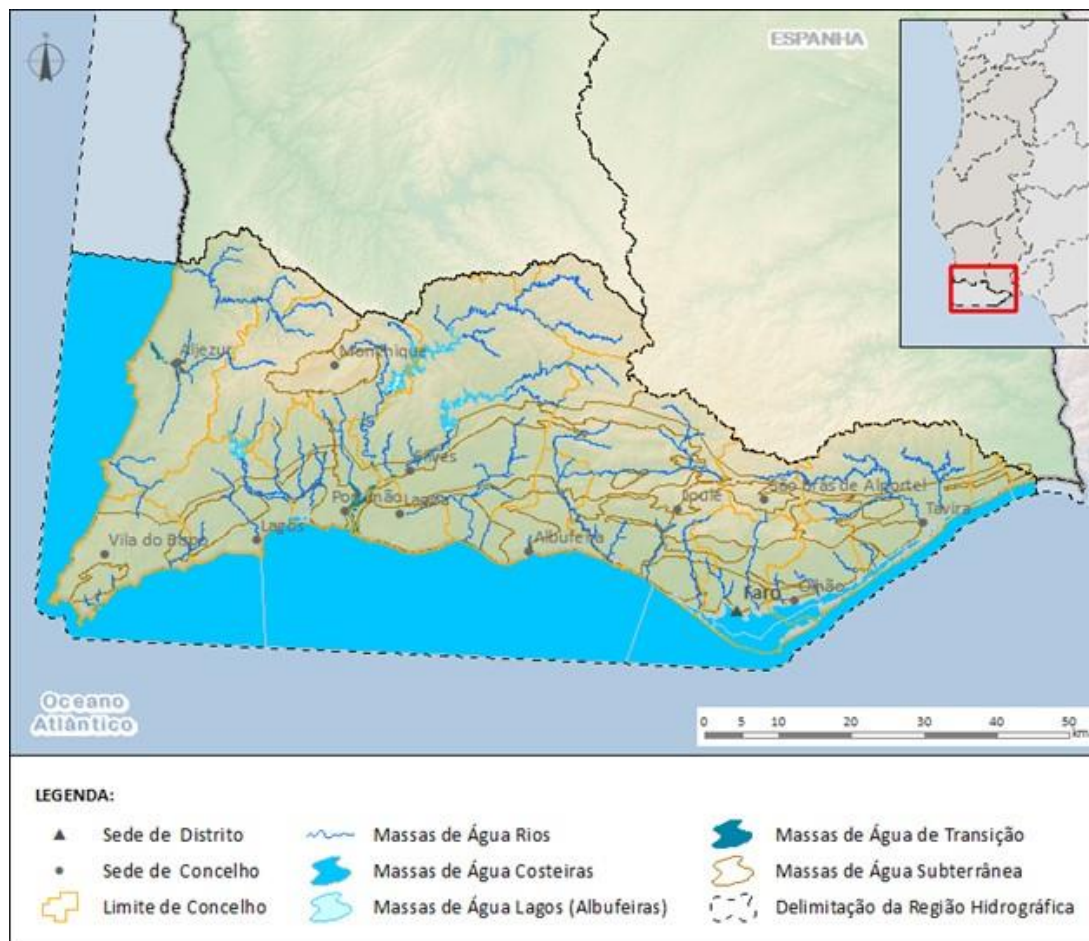 ESPANHA
Aljezur
Monchique
Silves
Portimão
Lagoa
Loulé
São Brás de Alportel
Tavira
Vila do Bispo
Lagos
Albufeira
Faro
Olhão
Oceano
Atlântico
0 5 10 20 30 40 50
km
LEGENDA:
Sede de Distrito
Massas de Água Rios
Massas de Água de Transição
Sede de Concelho
Massas de Água Costeiras
Massas de Água Subterrânea
Limite de Concelho
Massas de Água Lagos (Albufeiras)
Delimitação da Região Hidrográfica